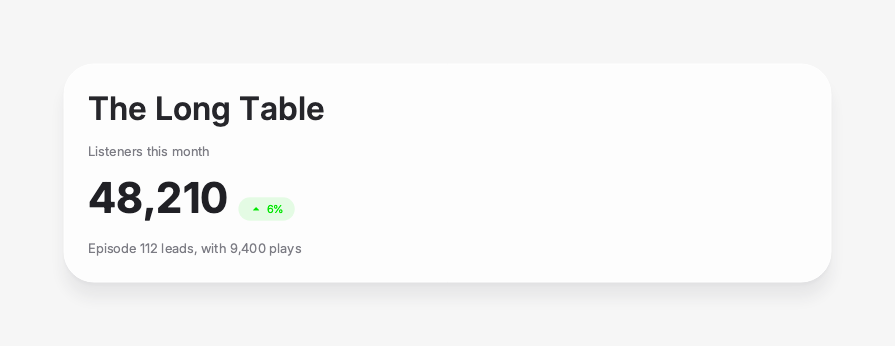 The Long Table
Listeners this month
48,210 6%
Episode 112 leads, with 9,400 plays